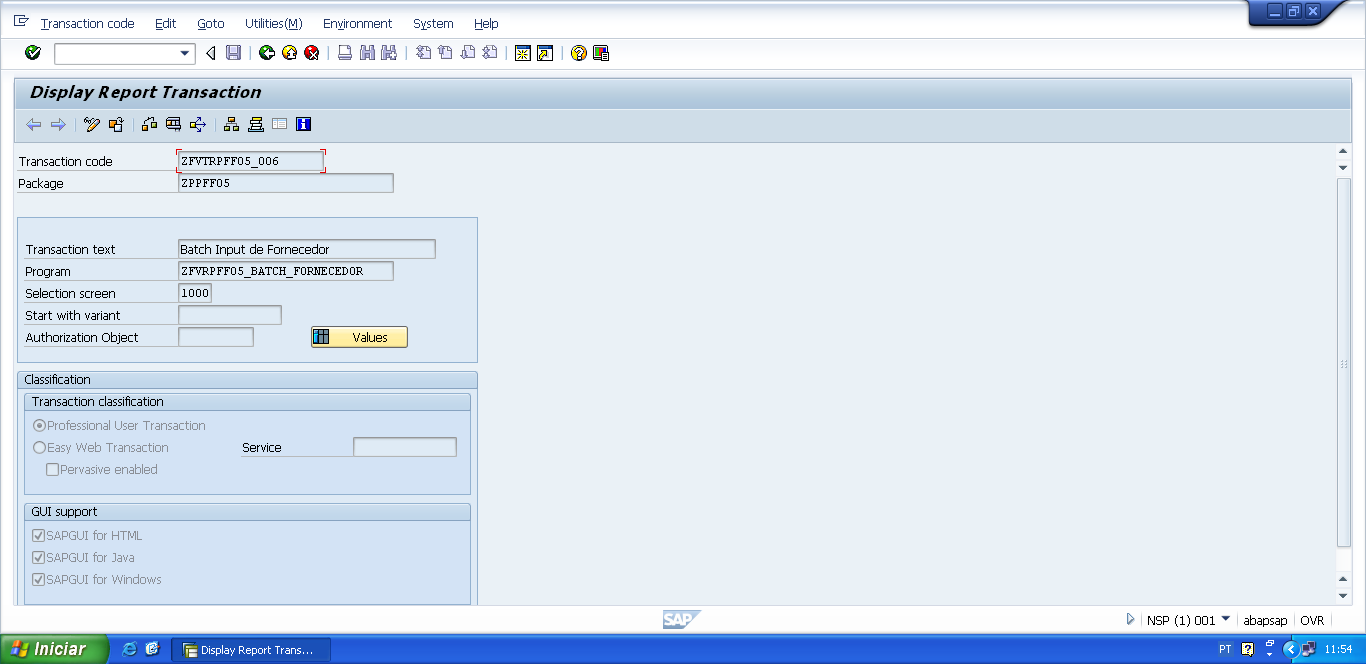 Transaction code Edit Goto Utilities(M) Environment System Help
Display Report Transaction
Transaction code ZFVTRPFF05_006
Package ZPPFF05
Transaction text Batch Input de Fornecedor
Program ZFVRPFF05_BATCH_FORNECEDOR
Selection screen 1000
Start with variant
Authorization Object Values
Classification
Transaction classification
Professional User Transaction
Easy Web Transaction Service
Pervasive enabled
GUI support
SAPGUI for HTML
SAPGUI for Java
SAPGUI for Windows
SAP NSP (1) 001 abapsap OVR
Iniciar Display Report Trans... PT 11:54